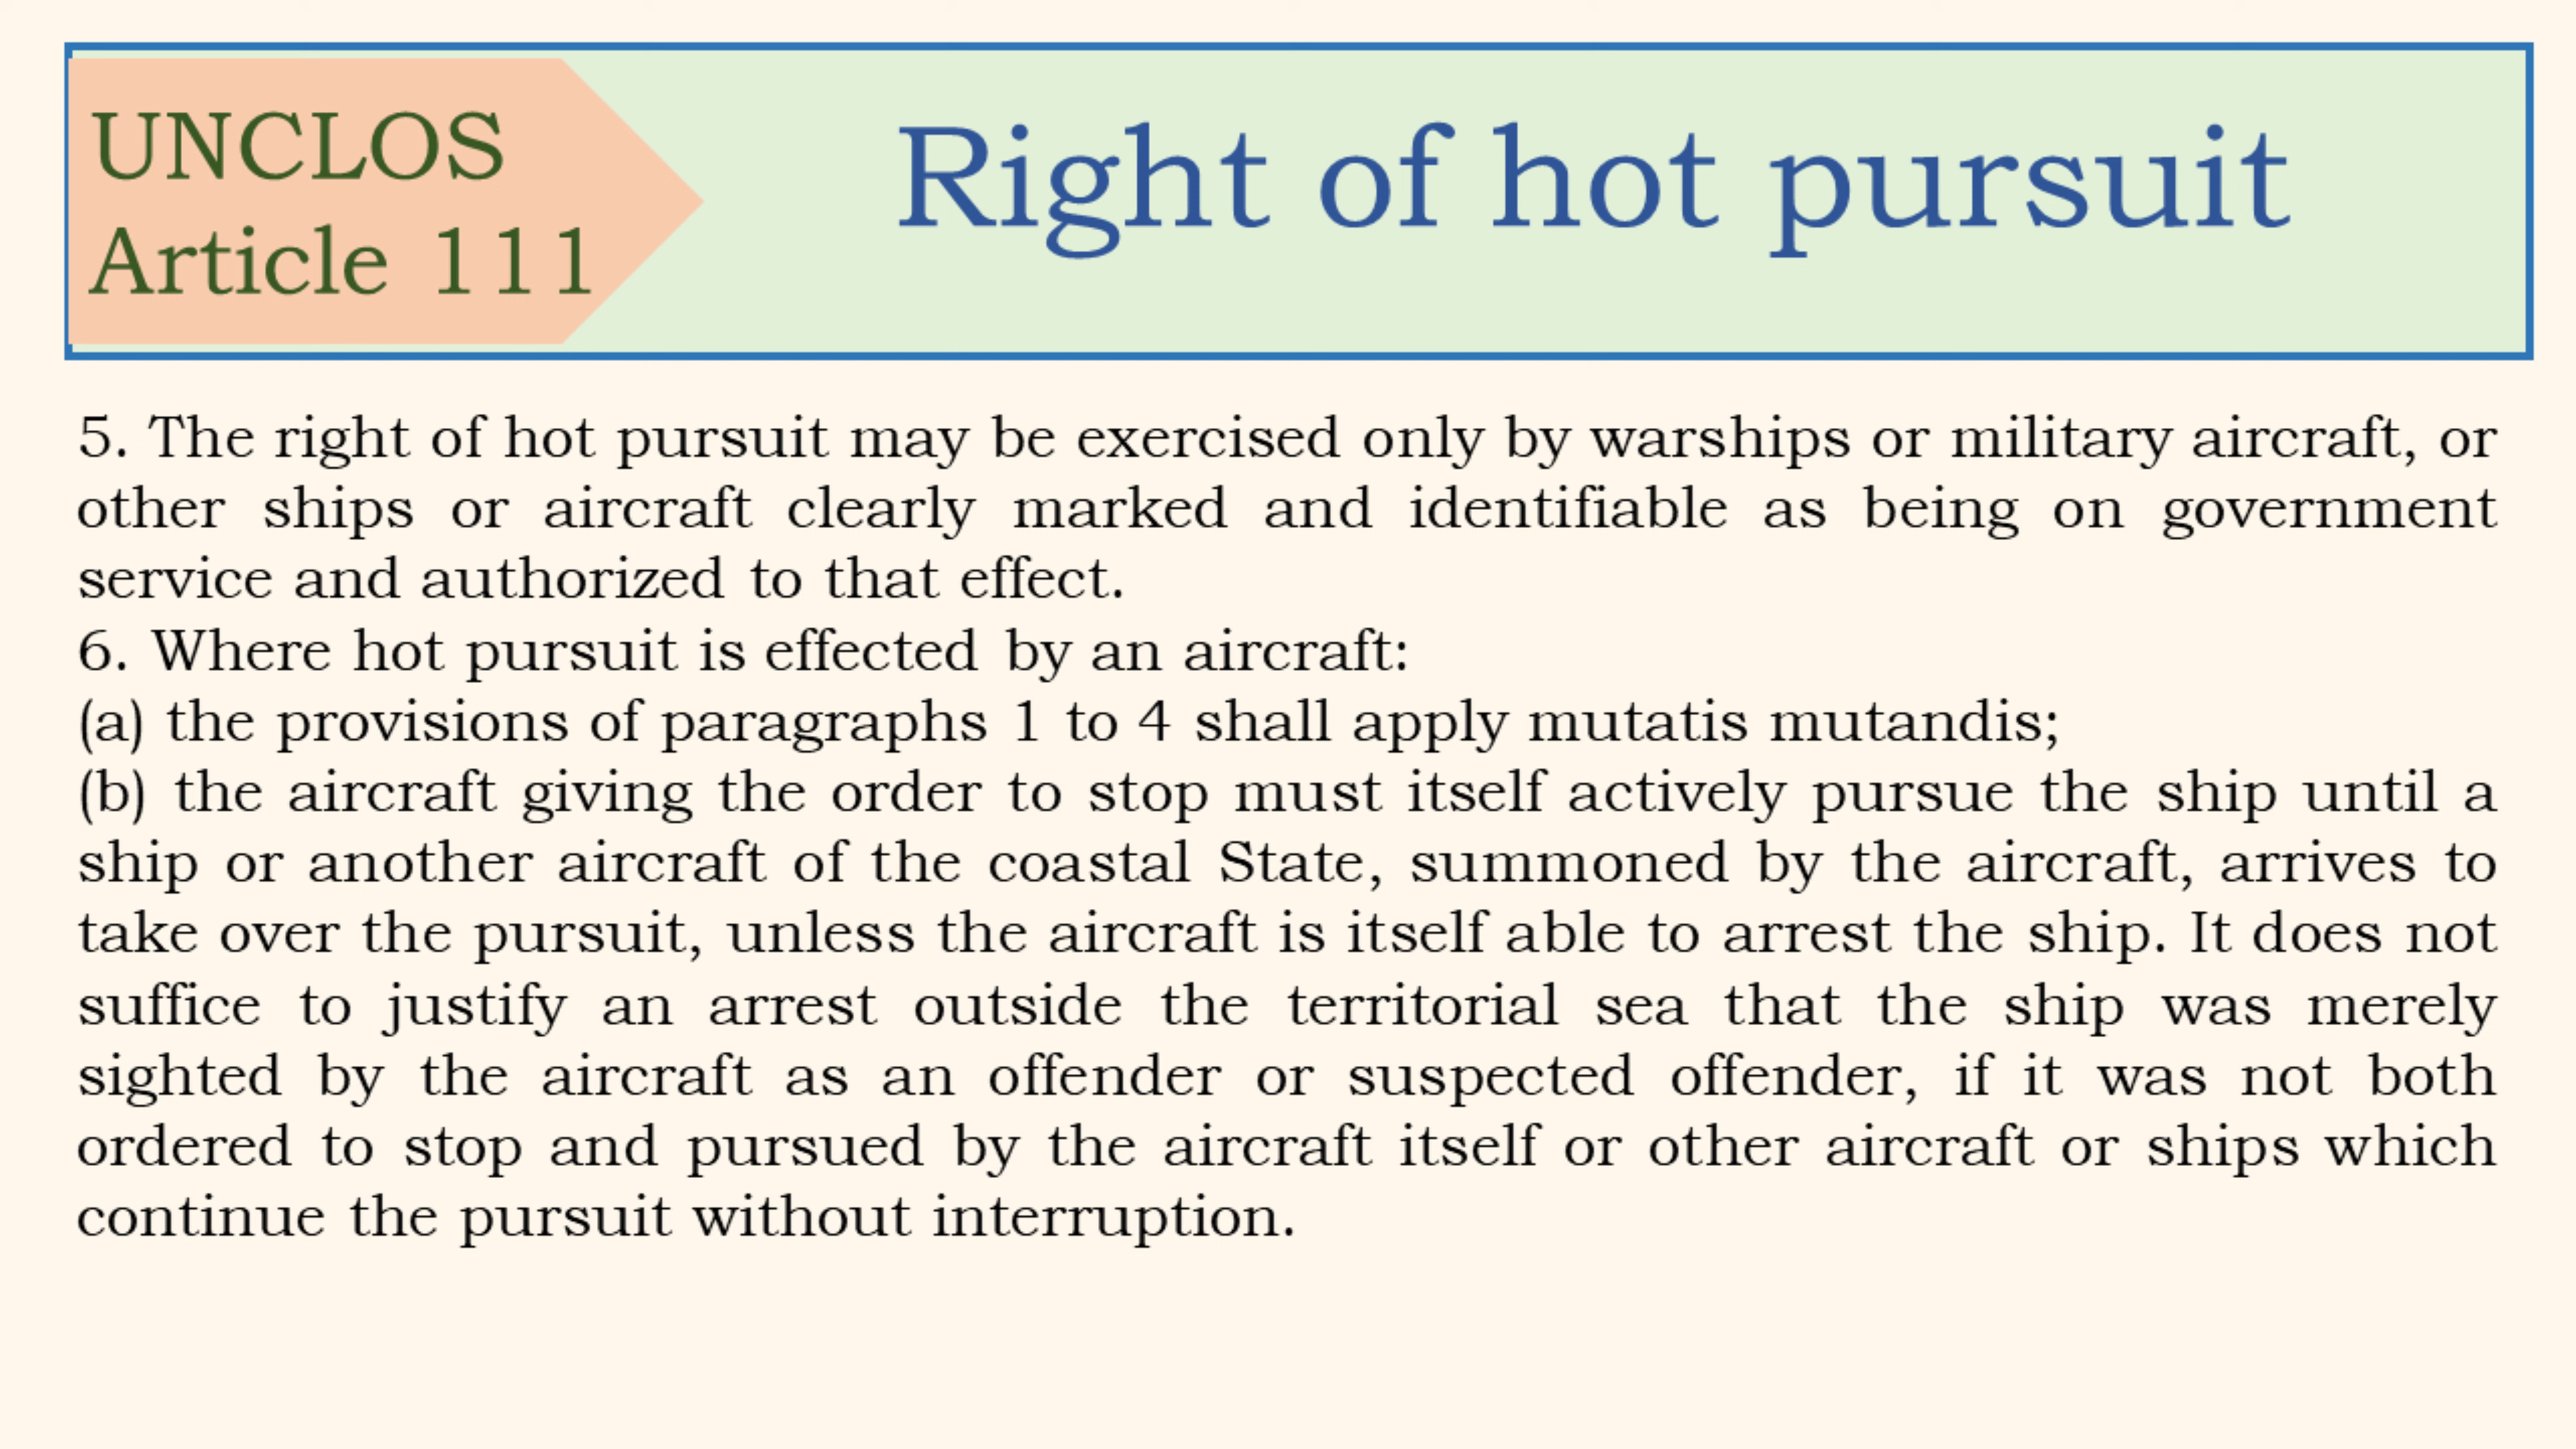 UNCLOS
Article 111
Right of hot pursuit
5. The right of hot pursuit may be exercised only by warships or military aircraft, or
other ships or aircraft clearly marked and identifiable as being on government
service and authorized to that effect.
6. Where hot pursuit is effected by an aircraft:
(a) the provisions of paragraphs 1 to 4 shall apply mutatis mutandis;
(b) the aircraft giving the order to stop must itself actively pursue the ship until a
ship or another aircraft of the coastal State, summoned by the aircraft, arrives to
take over the pursuit, unless the aircraft is itself able to arrest the ship. It does not
suffice to justify an arrest outside the territorial sea that the ship was merely
sighted by the aircraft as an offender or suspected offender, if it was not both
ordered to stop and pursued by the aircraft itself or other aircraft or ships which
continue the pursuit without interruption.